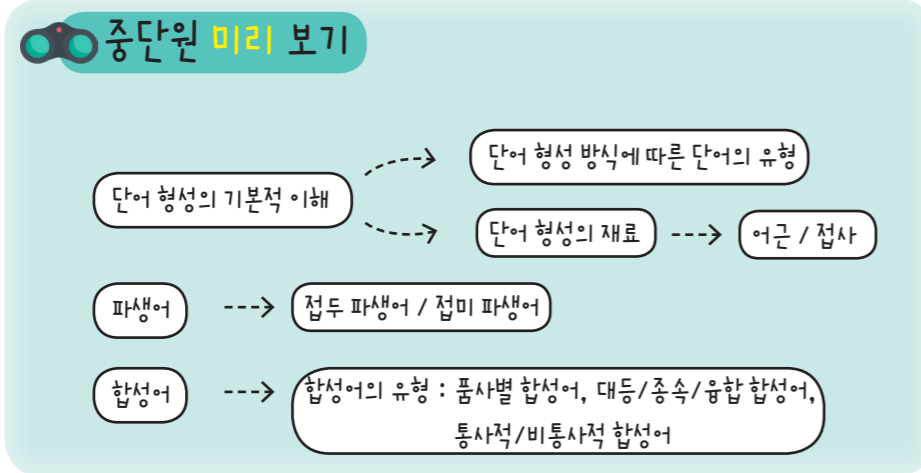 중단원 미리 보기
단어 형성 방식에 따른 단어의 유형
단어 형성의 기본적 이해
단어 형성의 재료
어근 / 접사
파생어
접두 파생어 / 접미 파생어
합성어
합성어의 유형 : 품사별 합성어, 대등/종속/융합 합성어,
통사적/비통사적 합성어